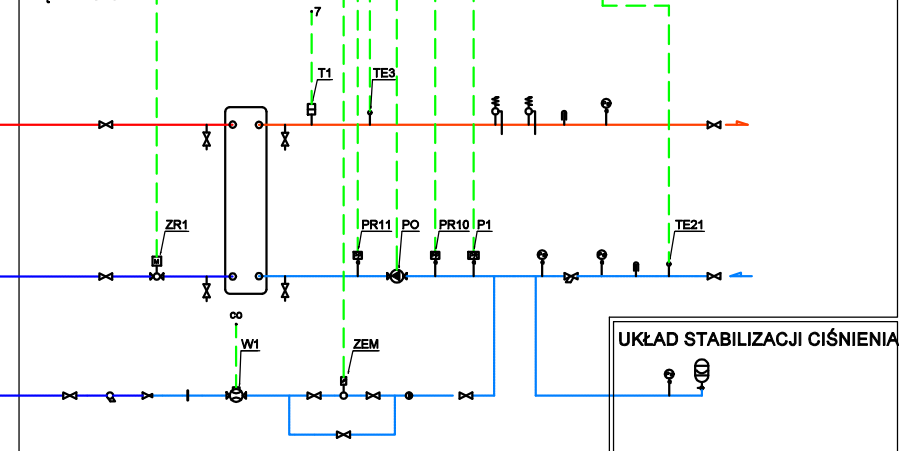 7
T1
TE3
ZR1
PR11
PO
PR10
P1
TE21
CO
W1
ZEM
UKŁAD STABILIZACJI CIŚNIENIA